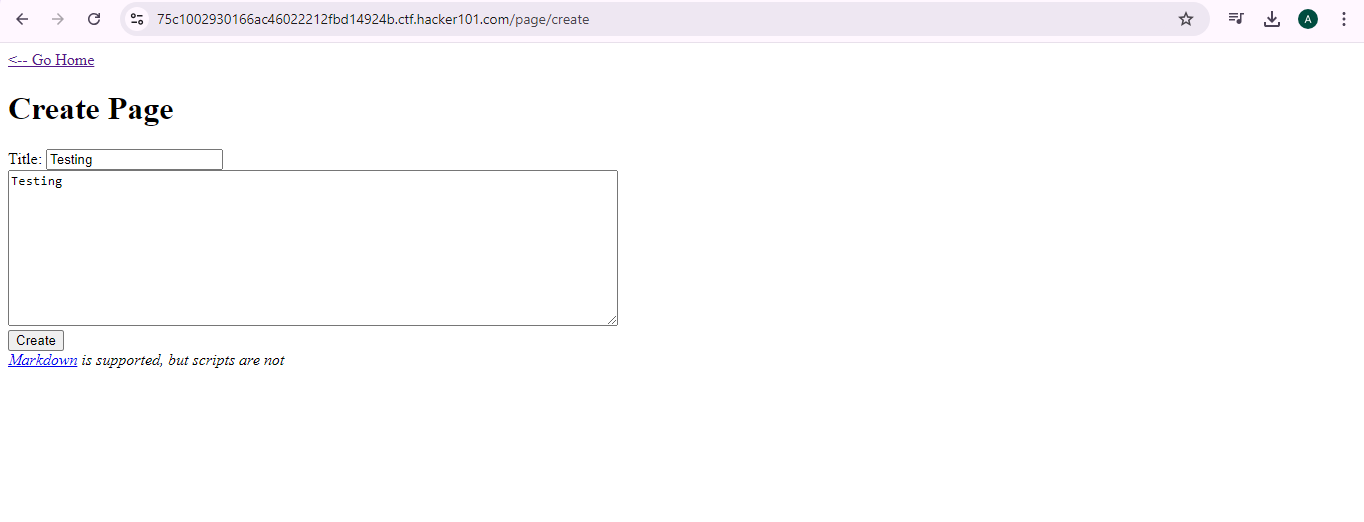 75c1002930166ac46022212fbd14924b.ctf.hacker101.com/page/create
A
<-- Go Home
Create Page
Title: Testing
Testing
Create
Markdown is supported, but scripts are not